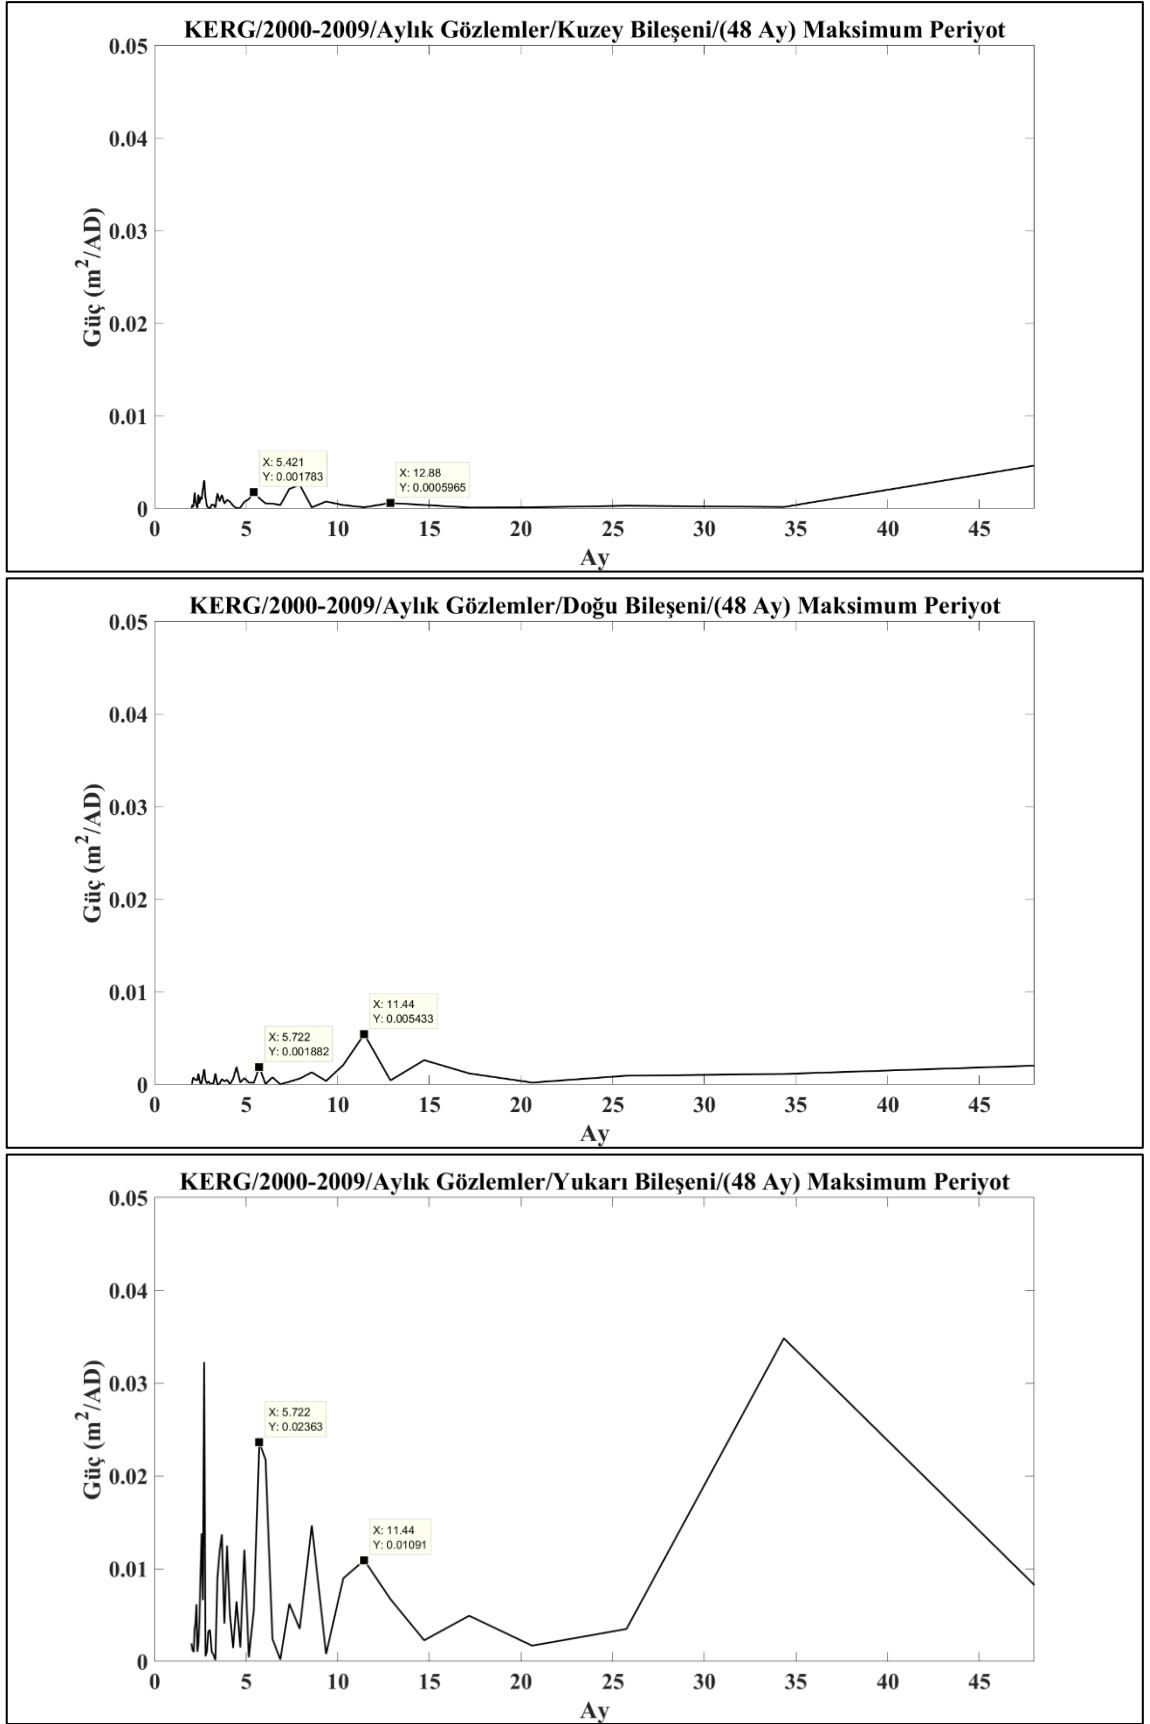 KERG/2000-2009/Aylık Gözlemler/Kuzey Bileşeni/(48 Ay) Maksimum Periyot
0.05
0.04
0.03
0.02
0.01
0
Güç (m²/AD)
X: 5.421
Y: 0.001783
X: 12.88
Y: 0.0005965
0 5 10 15 20 25 30 35 40 45
Ay
KERG/2000-2009/Aylık Gözlemler/Doğu Bileşeni/(48 Ay) Maksimum Periyot
0.05
0.04
0.03
0.02
0.01
0
Güç (m²/AD)
X: 5.722
Y: 0.001882
X: 11.44
Y: 0.005433
0 5 10 15 20 25 30 35 40 45
Ay
KERG/2000-2009/Aylık Gözlemler/Yukarı Bileşeni/(48 Ay) Maksimum Periyot
0.05
0.04
0.03
0.02
0.01
0
Güç (m²/AD)
X: 5.722
Y: 0.02363
X: 11.44
Y: 0.01091
0 5 10 15 20 25 30 35 40 45
Ay